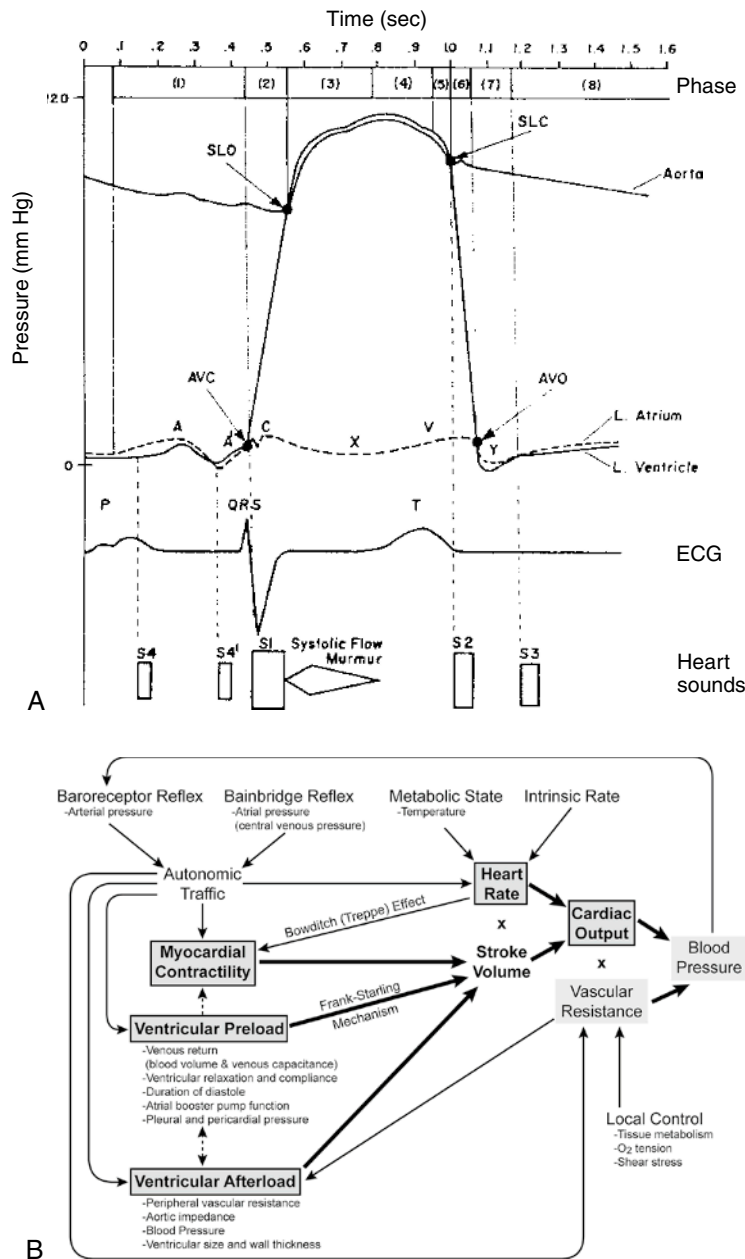 Time (sec)
0 .1 .2 .3 .4 .5 .6 .7 .8 .9 1.0 1.1 1.2 1.3 1.4 1.5 1.6
(1) (2) (3) (4) (5) (6) (7) (8) Phase
120
SLO SLC
Aorta
Pressure (mm Hg)
AVC AVO
A A' C X V Y
L. Atrium
0
L. Ventricle
P QRS T
ECG
S4 S4' S1 Systolic Flow S2 S3
Murmur
Heart
sounds
A
Baroreceptor Reflex
-Arterial pressure
Bainbridge Reflex
-Atrial pressure
(central venous pressure)
Metabolic State
-Temperature
Intrinsic Rate
Autonomic
Traffic
Heart
Rate
Bowditch (Treppe) Effect
Cardiac
Output
x
Myocardial
Contractility
Stroke
Volume
x
Blood
Pressure
Frank-Starling
Mechanism
Vascular
Resistance
Ventricular Preload
-Venous return
(blood volume & venous capacitance)
-Ventricular relaxation and compliance
-Duration of diastole
-Atrial booster pump function
-Pleural and pericardial pressure
Local Control
-Tissue metabolism
-O2 tension
-Shear stress
Ventricular Afterload
-Peripheral vascular resistance
-Aortic impedance
-Blood Pressure
-Ventricular size and wall thickness
B